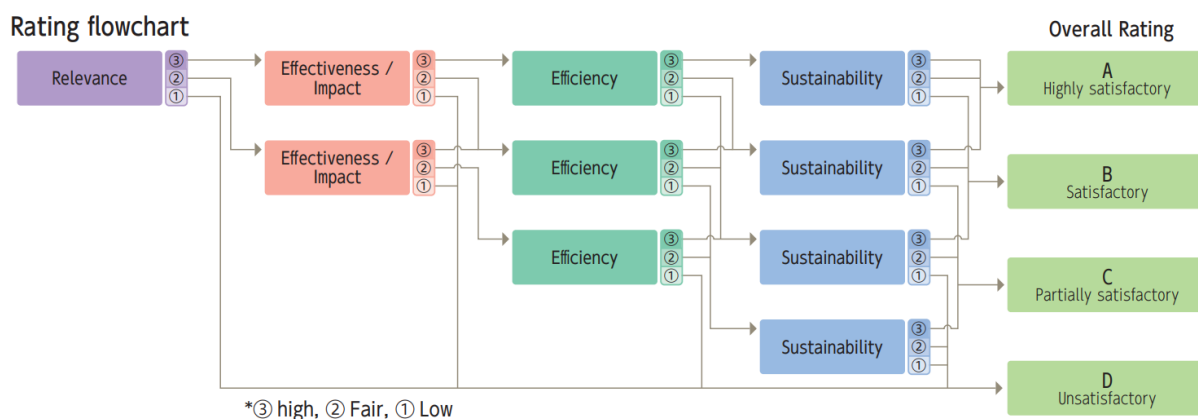 Rating flowchart
Overall Rating
Relevance
③
②
①
Effectiveness /
Impact
③
②
①
Effectiveness /
Impact
③
②
①
Efficiency
③
②
①
Efficiency
③
②
①
Efficiency
③
②
①
Sustainability
③
②
①
Sustainability
③
②
①
Sustainability
③
②
①
Sustainability
③
②
①
A
Highly satisfactory
B
Satisfactory
C
Partially satisfactory
D
Unsatisfactory
*③ high, ② Fair, ① Low